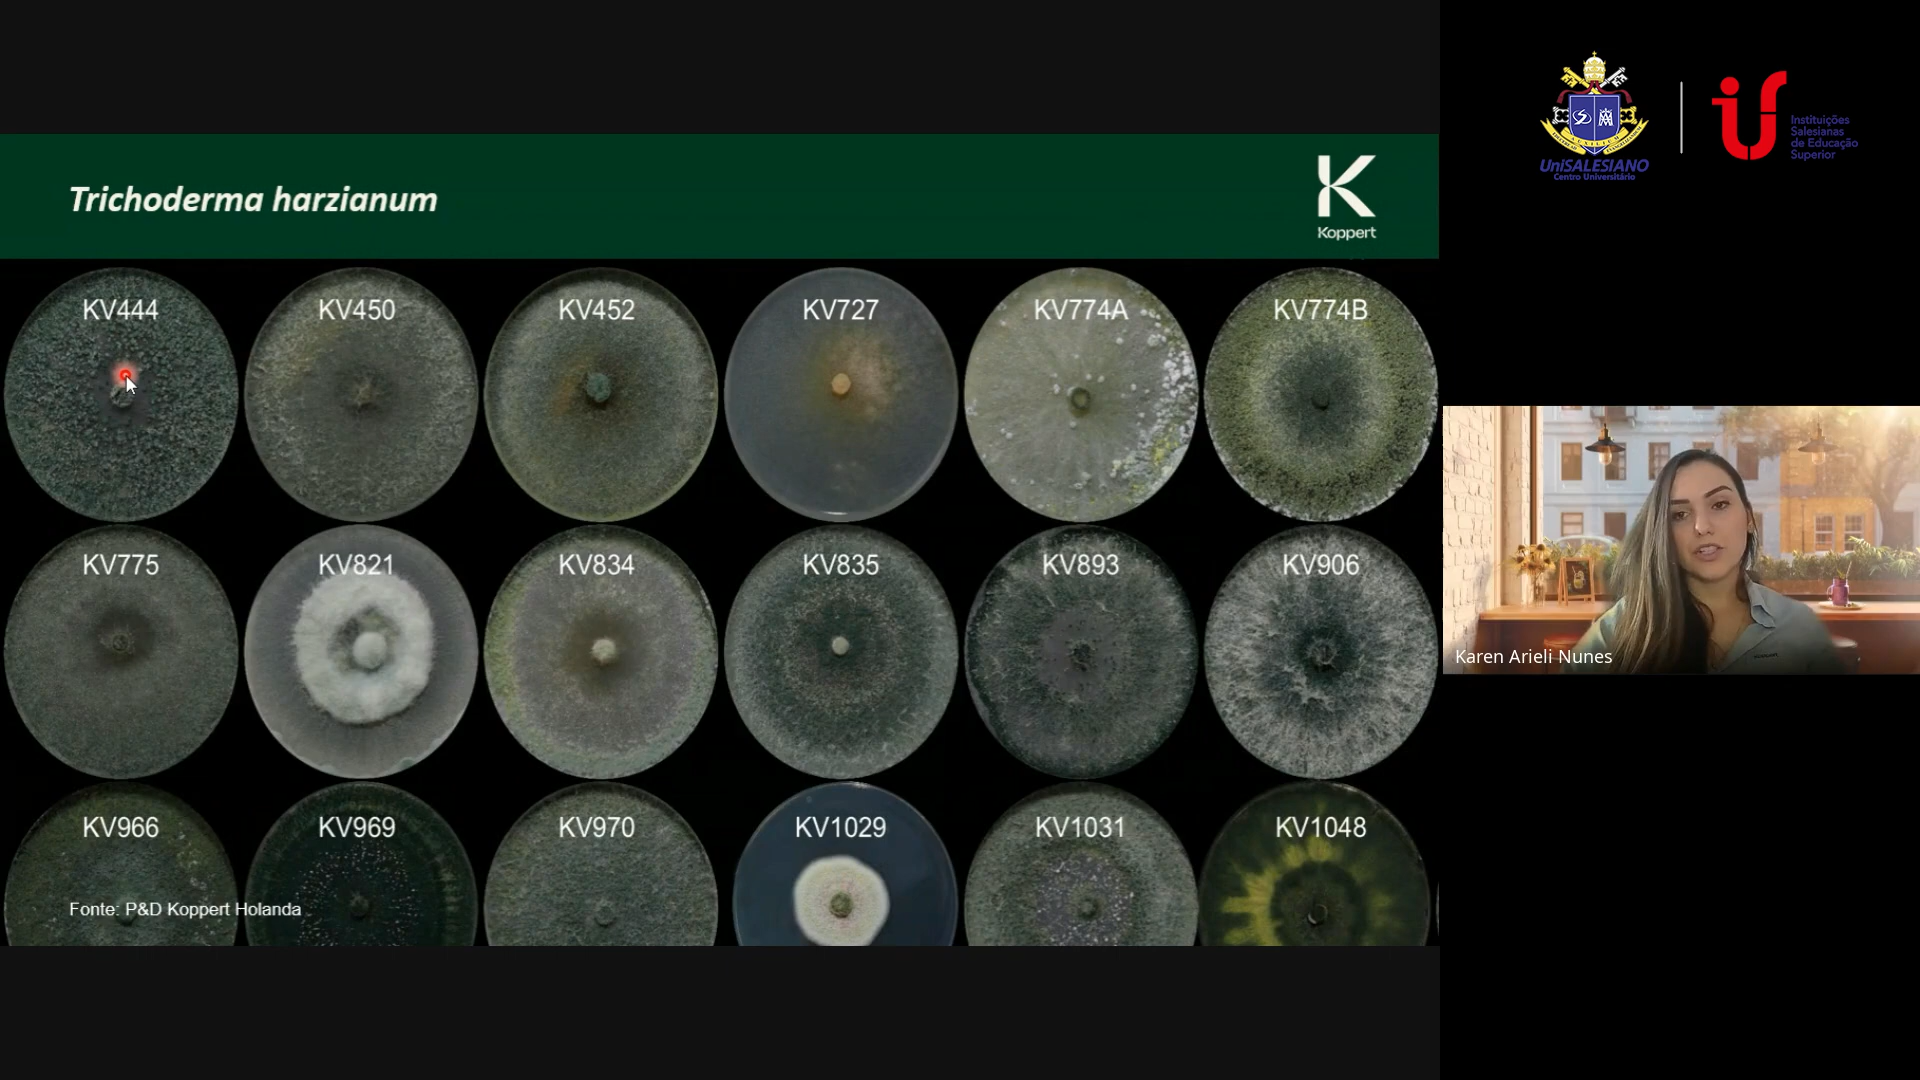 Trichoderma harzianum
Koppert
KV444 KV450 KV452 KV727 KV774A KV774B
KV775 KV821 KV834 KV835 KV893 KV906
KV966 KV969 KV970 KV1029 KV1031 KV1048
Fonte: P&D Koppert Holanda
UniSALESIANO
Centro Universitário
Instituições
Salesianas
de Educação
Superior
Karen Arieli Nunes